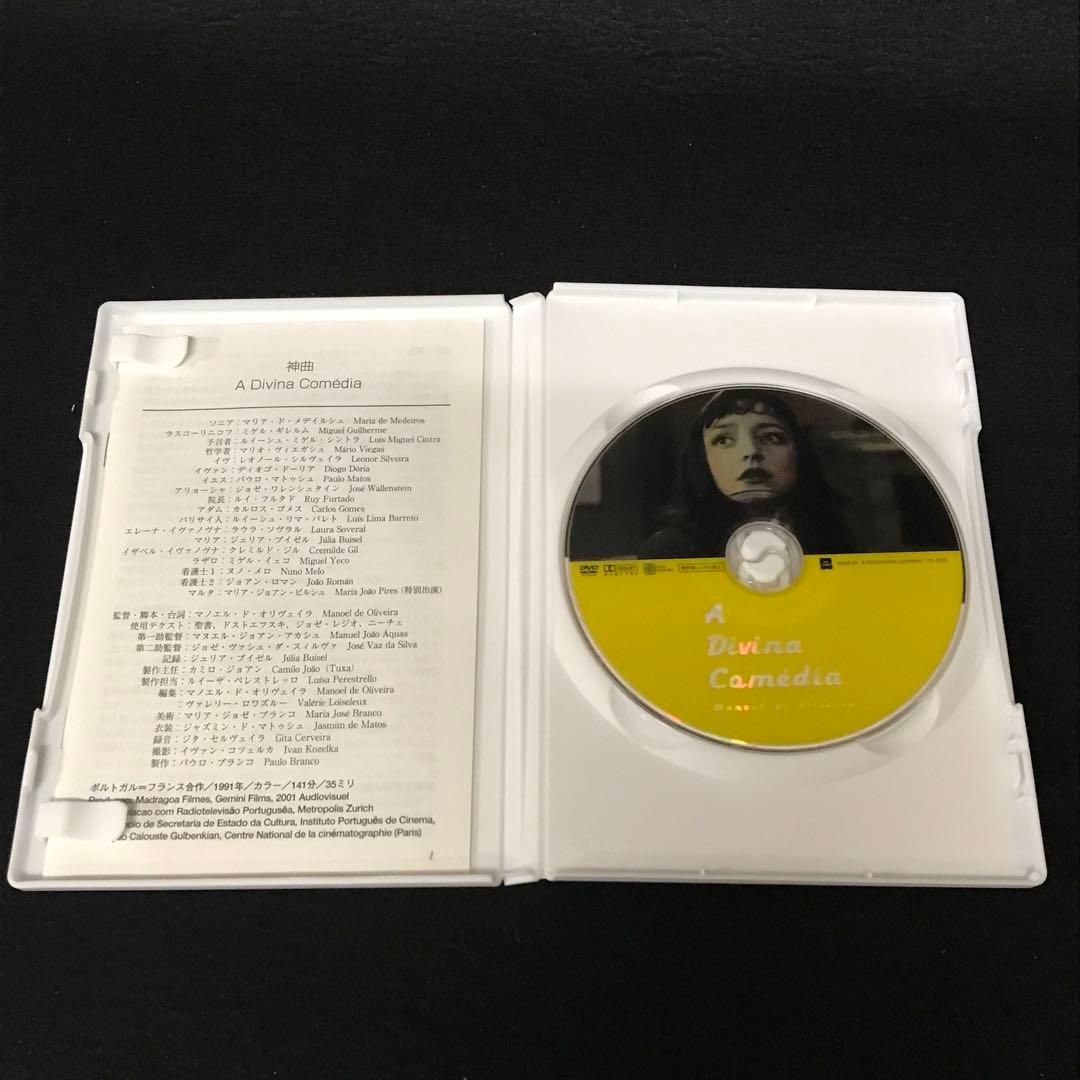 神曲
A Divina Comédia
ソニア：マリア・ド・メデイルシュ Maria de Medeiros
ラスコーリニコフ：ミゲル・ギレルム Miguel Guilherme
予言者：ルイーシュ・ミゲル・シントラ Luís Miguel Cintra
哲学者：マリオ・ヴィエガシュ Mário Viegas
イヴ：レオノール・シルヴェイラ Leonor Silveira
イヴァン：ディオゴ・ドーリア Diogo Dória
イエス：パウロ・マトゥシュ Paulo Matos
アリョーシャ：ジョゼ・ワレンシュタイン José Wallenstein
院長：ルイ・フルタド Ruy Furtado
アダム：カルロス・ゴメス Carlos Gomes
パリサイ人：ルイーシュ・リマ・バレト Luís Lima Barreto
エレーナ・イヴァノヴナ：ラウラ・ソヴラル Laura Soveral
マリア：ジュリア・ブイゼル Júlia Buisel
イザベル・イヴァノヴナ：クレミルド・ジル Cremilde Gil
ラザロ：ミゲル・イェコ Miguel Yeco
看護士1：ヌノ・メロ Nuno Melo
看護士2：ジョアン・ロマン João Román
マルタ：マリア・ジョアン・ピルシュ Maria João Pires（特別出演）
監督・脚本・台詞：マノエル・ド・オリヴェイラ Manoel de Oliveira
使用テクスト：聖書、ドストエフスキ、ジョゼ・レジオ、ニーチェ
第一助監督：マヌエル・ジョアン・アカシュ Manuel João Águas
第二助監督：ジョゼ・ヴァシュ・ダ・スィルヴァ José Vaz da Silva
記録：ジュリア・ブイゼル Júlia Buisel
製作主任：カミロ・ジョアン Camilo João（Tuxa）
製作担当：ルイーザ・ペレストレッロ Luísa Perestrello
編集：マノエル・ド・オリヴェイラ Manoel de Oliveira
：ヴァレリー・ロワズルー Valérie Loiseleux
美術：マリア・ジョゼ・ブランコ Maria José Branco
衣装：ジャズミン・ド・マトゥシュ Jasmim de Matos
録音：ジタ・セルヴェイラ Gita Cerveira
撮影：イヴァン・コツェルカ Ivan Kozelka
製作：パウロ・ブランコ Paulo Branco
ポルトガル＝フランス合作／1991年／カラー／141分／35ミリ
Produçao: Madragoa Filmes, Gemini Films, 2001 Audiovisuel
iacao com Radiotelevisão Portugusêa, Metropolis Zurich
oio de Secretaria de Estado da Cultura, Instituto Português de Cinema,
ão Calouste Gulbenkian, Centre National de la cinématographie (Paris)
1
DVD
DIGITAL
A
Divina
Comédia
Manoel de Oliveira